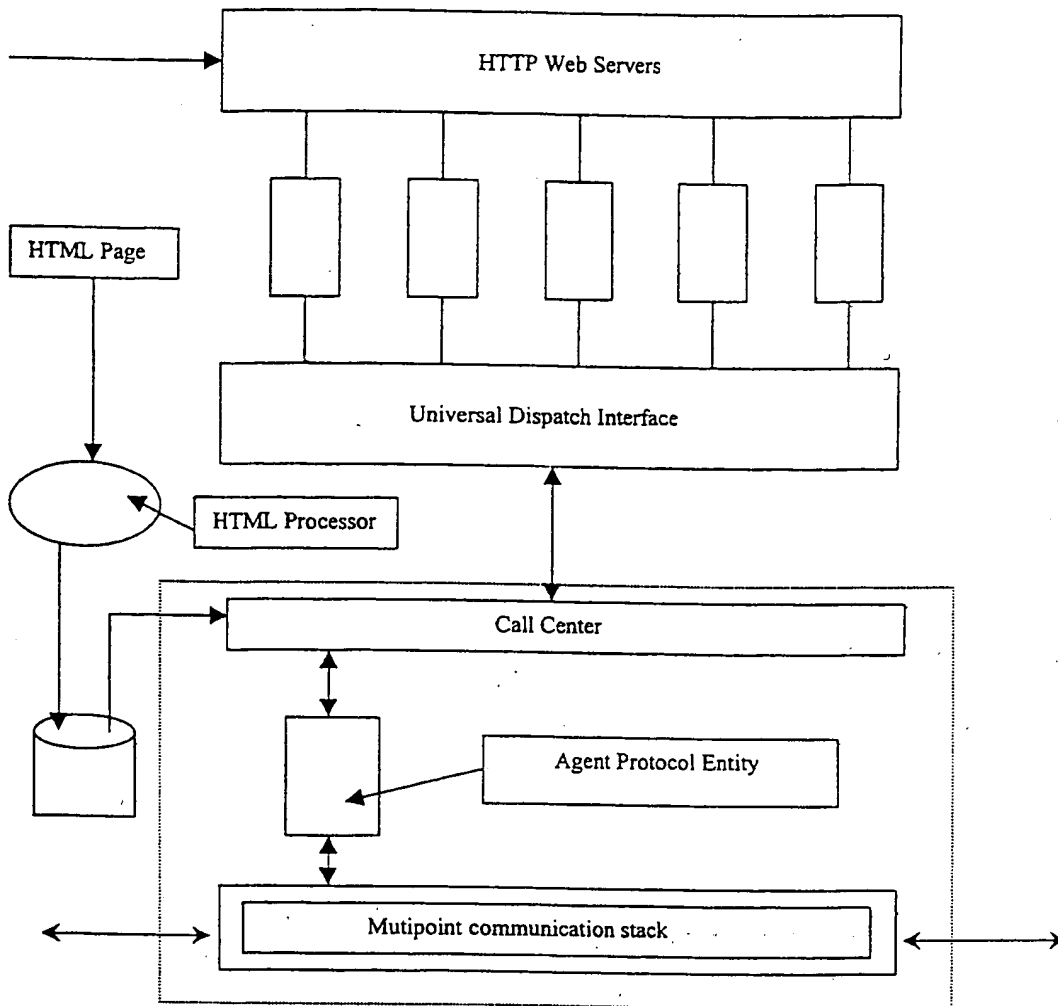 HTTP Web Servers
HTML Page
Universal Dispatch Interface
HTML Processor
Call Center
Agent Protocol Entity
Mutipoint communication stack